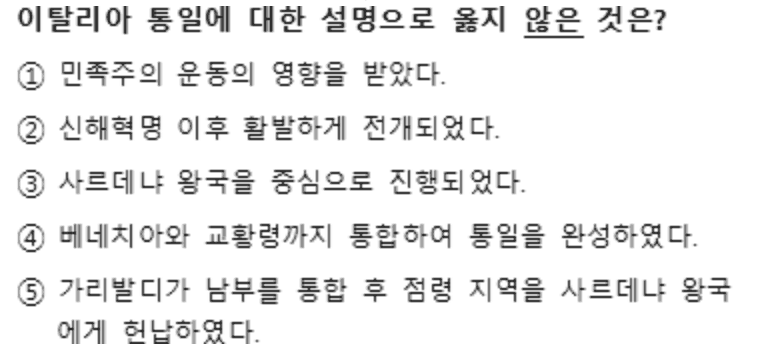 이탈리아 통일에 대한 설명으로 옳지 않은 것은?
① 민족주의 운동의 영향을 받았다.
② 신해혁명 이후 활발하게 전개되었다.
③ 사르데냐 왕국을 중심으로 진행되었다.
④ 베네치아와 교황령까지 통합하여 통일을 완성하였다.
⑤ 가리발디가 남부를 통합 후 점령 지역을 사르데냐 왕국
에게 헌납하였다.